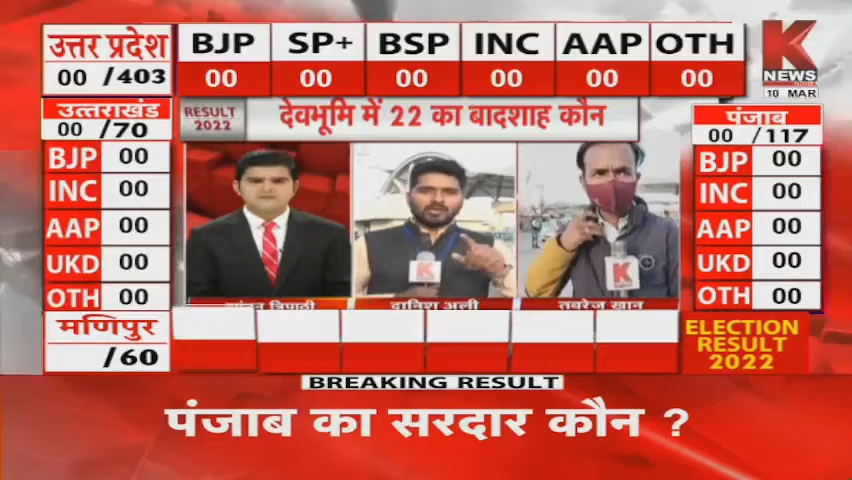 उत्तर प्रदेश
00 /403
BJP SP+ BSP INC AAP OTH
00 00 00 00 00 00
K
NEWS
10 MAR
उत्तराखंड
00 /70
BJP 00
INC 00
AAP 00
UKD 00
OTH 00
RESULT
2022
देवभूमि में 22 का बादशाह कौन
पंजाब
00 /117
BJP 00
INC 00
AAP 00
UKD 00
OTH 00
त्रिपाठी
दानिश अली
तबरेज खान
मणिपुर
/60
ELECTION
RESULT
2022
BREAKING RESULT
पंजाब का सरदार कौन ?